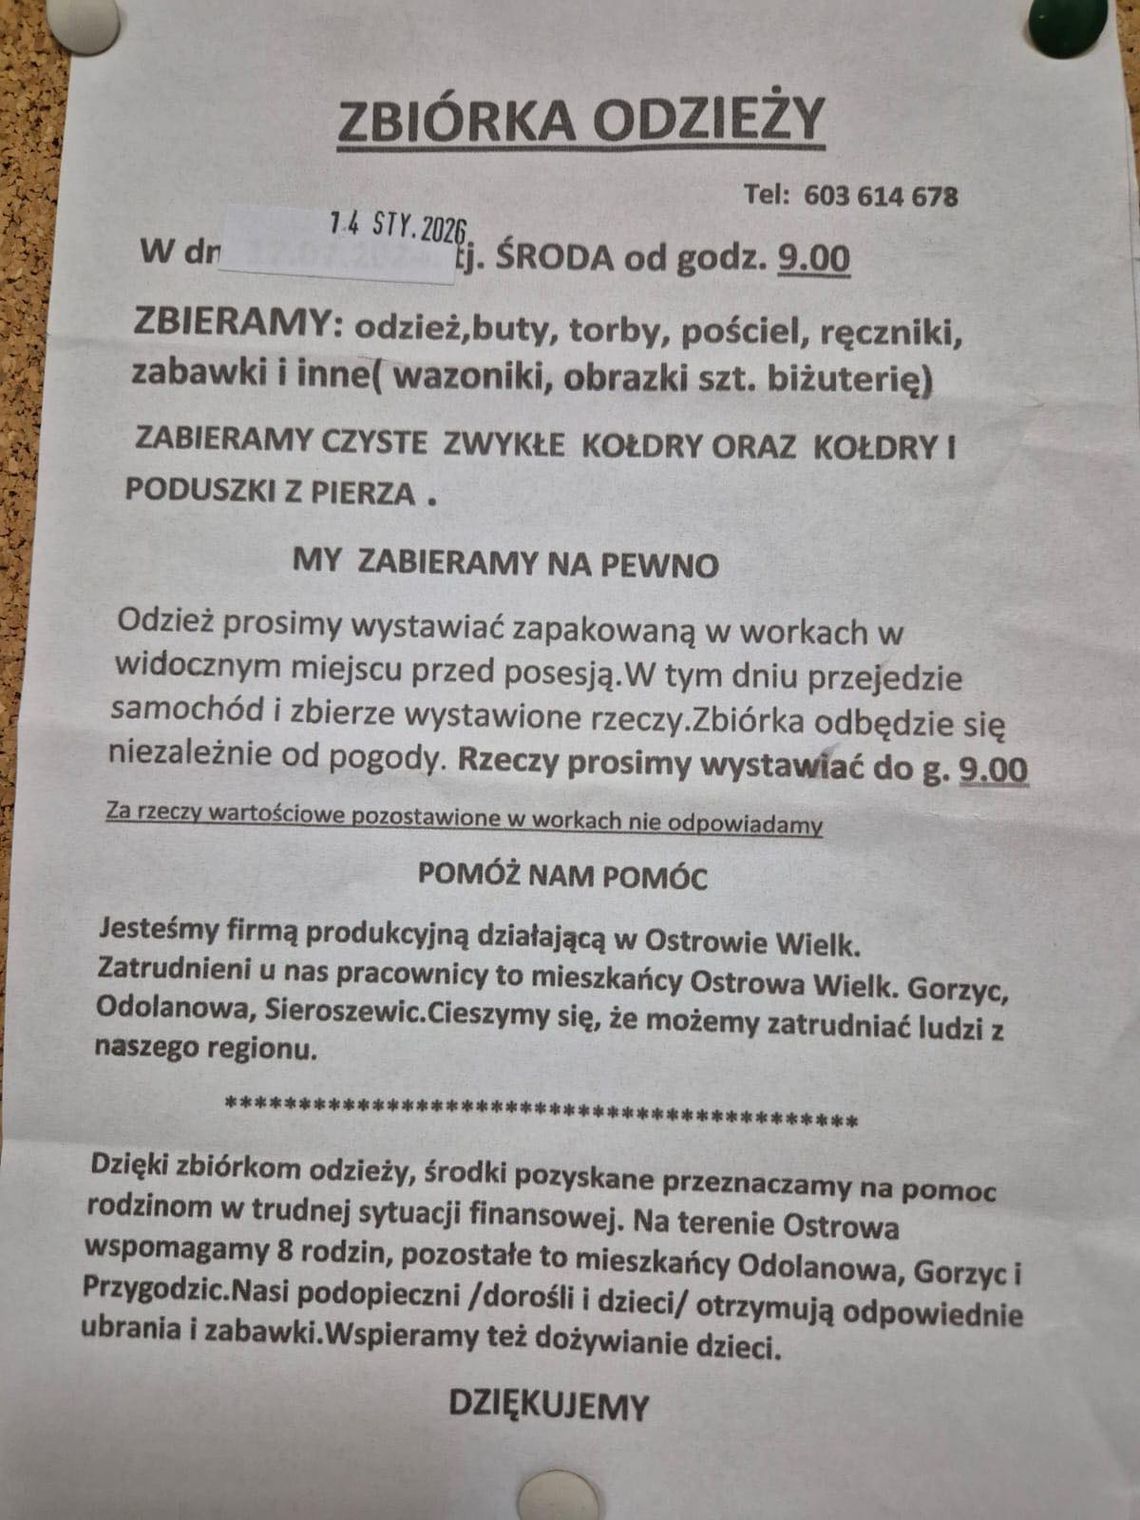 ZBIÓRKA ODZIEŻY
Tel: 603 614 678
14 STY. 2026
W dn tj. ŚRODA od godz. 9.00
ZBIERAMY: odzież,buty, torby, pościel, ręczniki,
zabawki i inne( wazoniki, obrazki szt. biżuterię)
ZABIERAMY CZYSTE ZWYKŁE KOŁDRY ORAZ KOŁDRY I
PODUSZKI Z PIERZA .
MY ZABIERAMY NA PEWNO
Odzież prosimy wystawiać zapakowaną w workach w
widocznym miejscu przed posesją.W tym dniu przejedzie
samochód i zbierze wystawione rzeczy.Zbiórka odbędzie się
niezależnie od pogody. Rzeczy prosimy wystawiać do g. 9.00
Za rzeczy wartościowe pozostawione w workach nie odpowiadamy
POMÓŻ NAM POMÓC
Jesteśmy firmą produkcyjną działającą w Ostrowie Wielk.
Zatrudnieni u nas pracownicy to mieszkańcy Ostrowa Wielk. Gorzyc,
Odolanowa, Sieroszewic.Cieszymy się, że możemy zatrudniać ludzi z
naszego regionu.
*******************************************
Dzięki zbiórkom odzieży, środki pozyskane przeznaczamy na pomoc
rodzinom w trudnej sytuacji finansowej. Na terenie Ostrowa
wspomagamy 8 rodzin, pozostałe to mieszkańcy Odolanowa, Gorzyc i
Przygodzic.Nasi podopieczni /dorośli i dzieci/ otrzymują odpowiednie
ubrania i zabawki.Wspieramy też dożywianie dzieci.
DZIĘKUJEMY